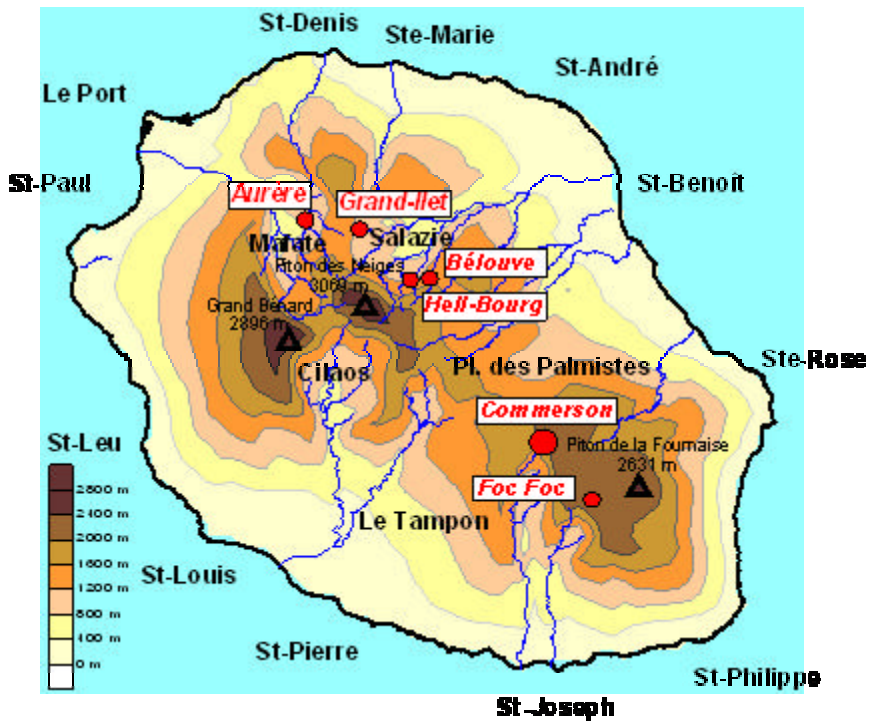 St-Denis
Ste-Marie
St-André
Le Port
St-Paul
St-Benoît
Aurère
Grand-Ilet
Mafate
Salazie
Piton des Neiges
3069 m
Bélouve
Hell-Bourg
Grand Bénard
2896 m
Cilaos
Pl. des Palmistes
Ste-Rose
Commerson
St-Leu
Piton de la Fournaise
2631 m
Foc Foc
Le Tampon
2800 m
2400 m
2000 m
1600 m
1200 m
800 m
400 m
0 m
St-Louis
St-Pierre
St-Philippe
St-Joseph